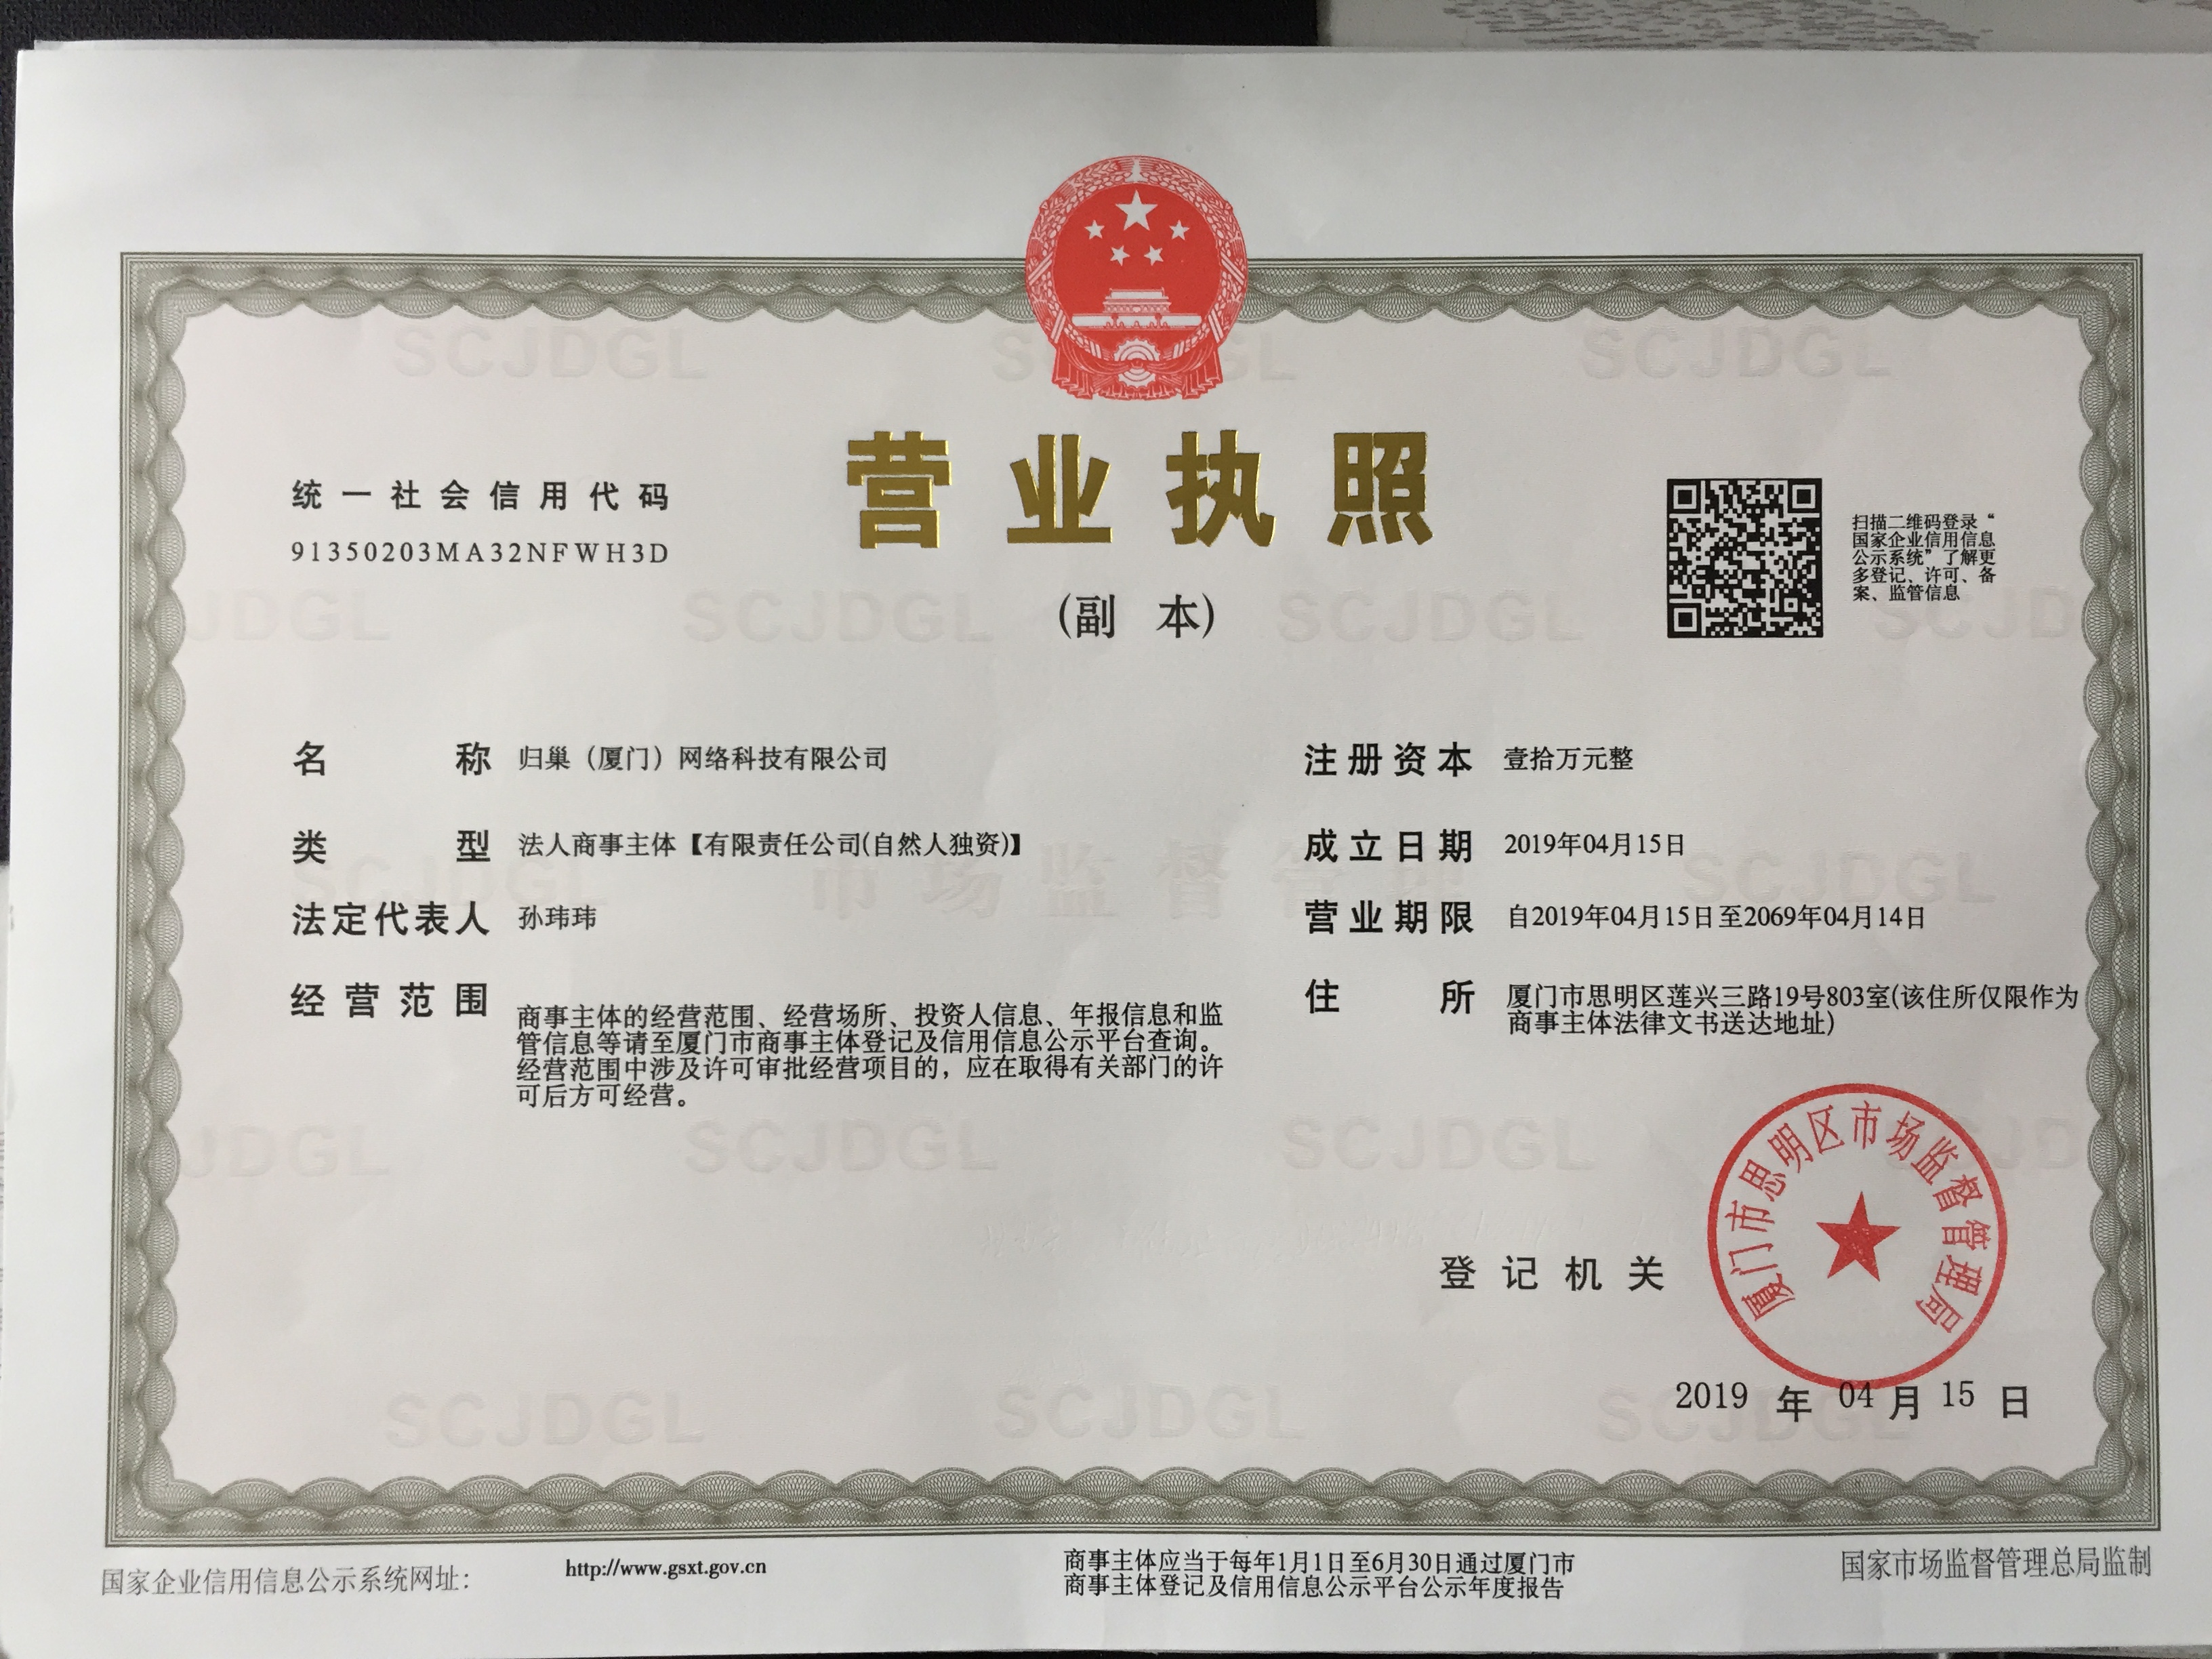 营业执照
(副 本)
统一社会信用代码
91350203MA32NFWH3D
扫描二维码登录“
国家企业信用信息
公示系统”了解更
多登记、许可、备
案、监管信息
名 称 归巢（厦门）网络科技有限公司
类 型 法人商事主体【有限责任公司(自然人独资)】
法定代表人 孙玮玮
经营范围 商事主体的经营范围、经营场所、投资人信息、年报信息和监
管信息等请至厦门市商事主体登记及信用信息公示平台查询。
经营范围中涉及许可审批经营项目的，应在取得有关部门的许
可后方可经营。
注册资本 壹拾万元整
成立日期 2019年04月15日
营业期限 自2019年04月15日至2069年04月14日
住 所 厦门市思明区莲兴三路19号803室(该住所仅限作为
商事主体法律文书送达地址)
登记机关
厦门市思明区市场监督管理局
2019 年 04 月 15 日
国家企业信用信息公示系统网址：
http://www.gsxt.gov.cn
商事主体应当于每年1月1日至6月30日通过厦门市
商事主体登记及信用信息公示平台公示年度报告
国家市场监督管理总局监制
SCJDGL
市场监督管理